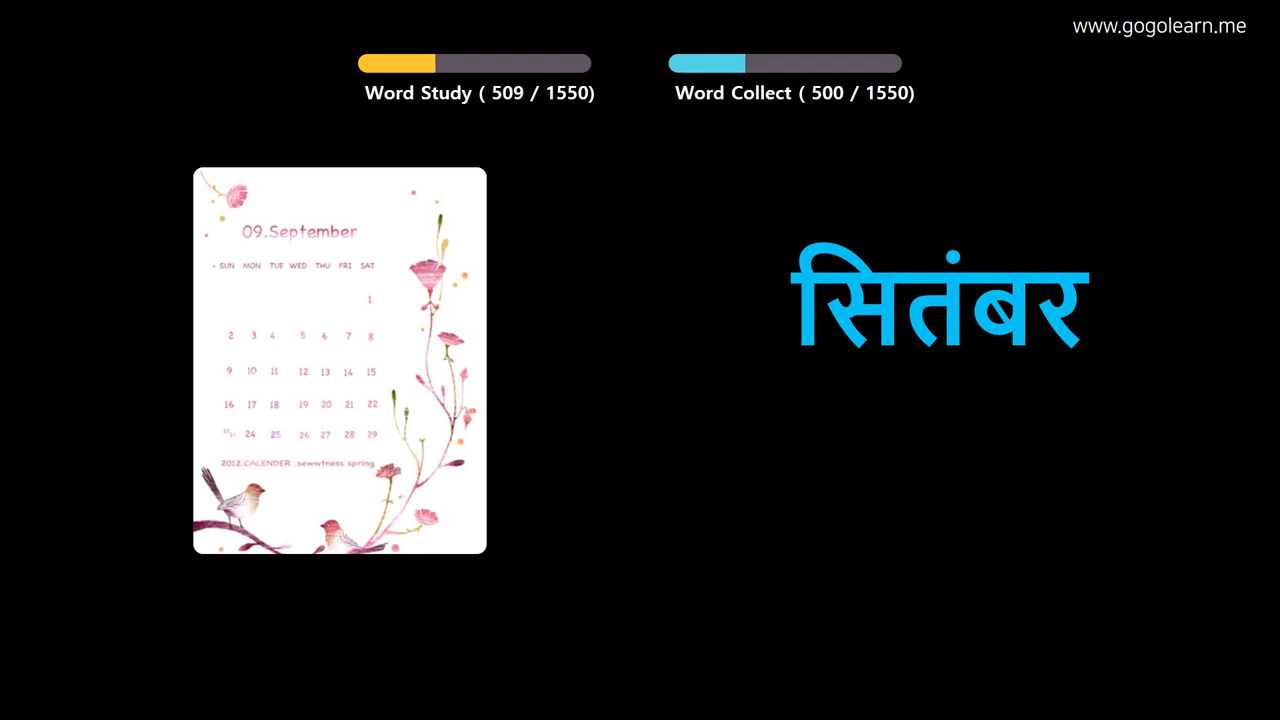 www.gogolearn.me
Word Study ( 509 / 1550)
Word Collect ( 500 / 1550)
09.September
SUN MON TUE WED THU FRI SAT
1
2 3 4 5 6 7 8
9 10 11 12 13 14 15
16 17 18 19 20 21 22
24 25 26 27 28 29
2012.CALENDER .sewwtness spring
सितंबर